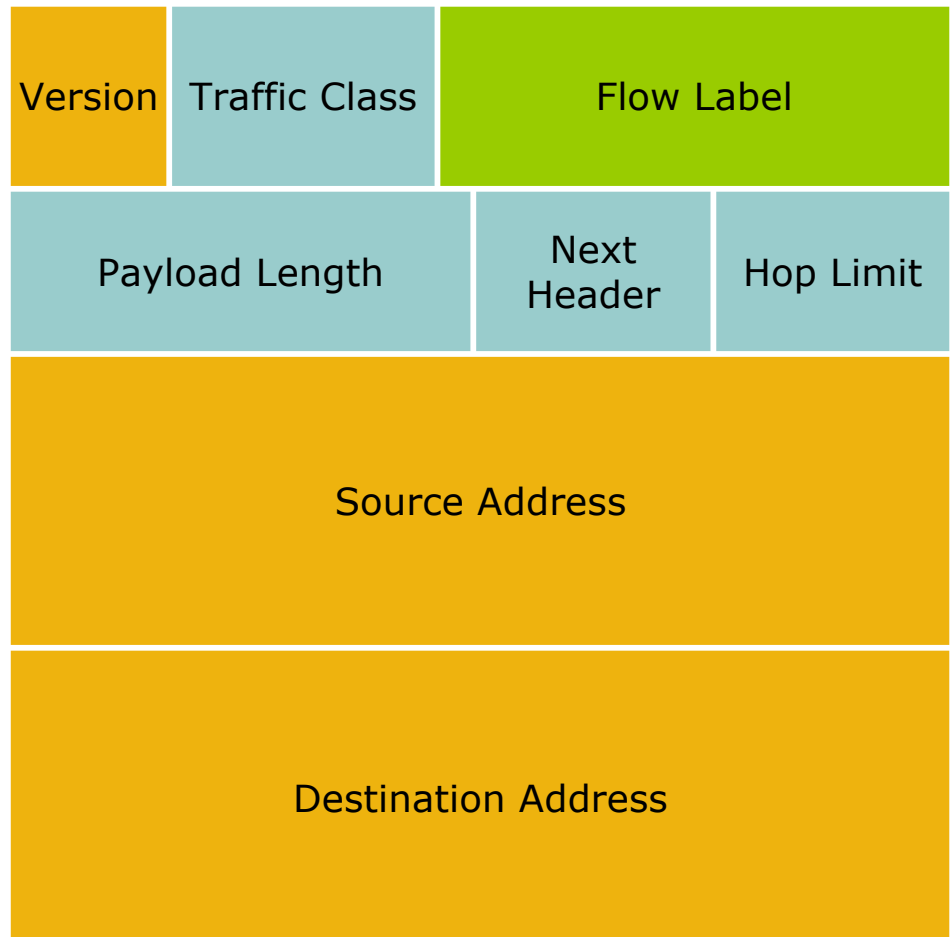 Version
Traffic Class
Flow Label
Payload Length
Next
Header
Hop Limit
Source Address
Destination Address